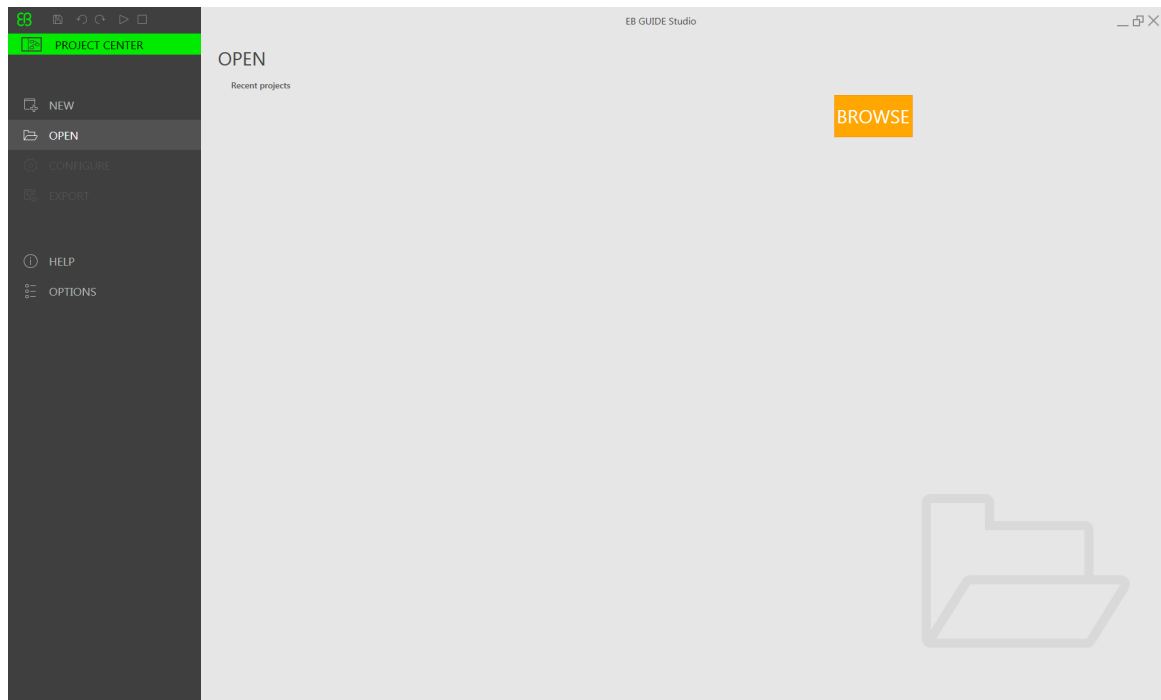 EB GUIDE Studio
PROJECT CENTER
OPEN
Recent projects
BROWSE
NEW
OPEN
CONFIGURE
EXPORT
HELP
OPTIONS